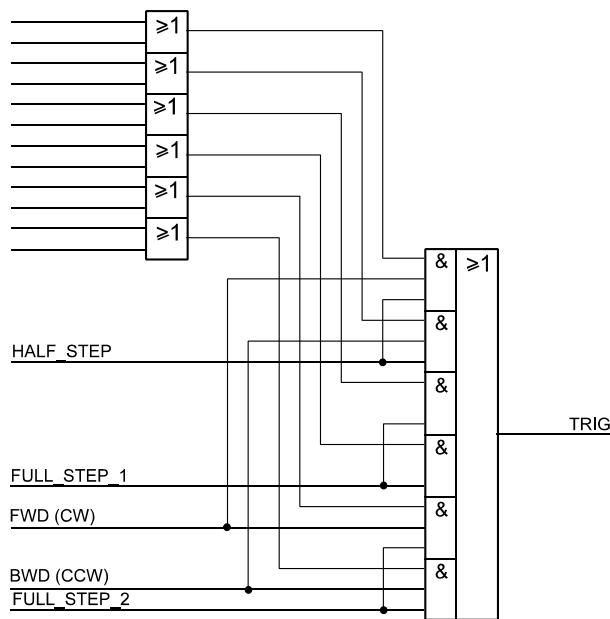 ≥1
≥1
≥1
≥1
≥1
≥1
& ≥1
&
HALF_STEP
&
TRIG
&
FULL_STEP_1
&
FWD (CW)
&
BWD (CCW)
FULL_STEP_2